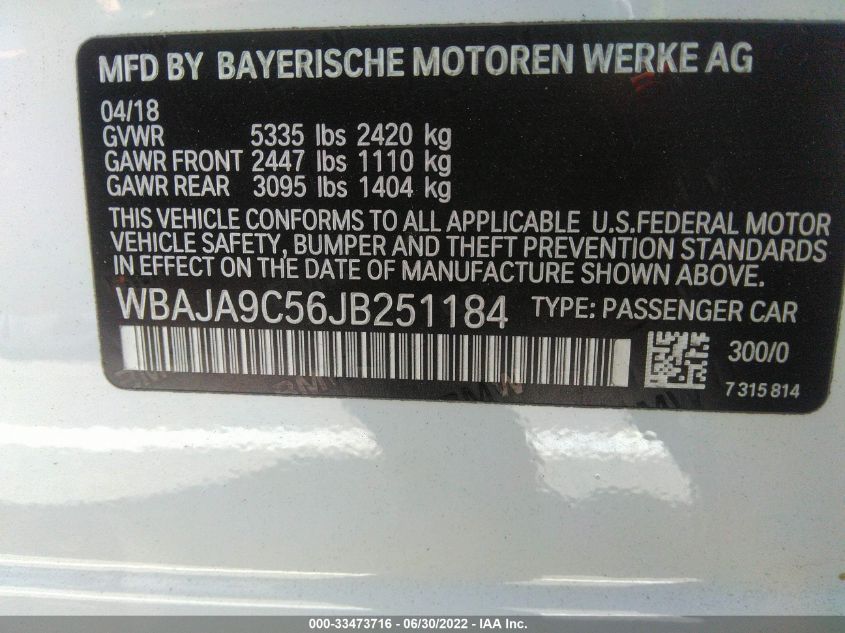 MFD BY BAYERISCHE MOTOREN WERKE AG
04/18
GVWR 5335 lbs 2420 kg
GAWR FRONT 2447 lbs 1110 kg
GAWR REAR 3095 lbs 1404 kg
THIS VEHICLE CONFORMS TO ALL APPLICABLE U.S.FEDERAL MOTOR
VEHICLE SAFETY, BUMPER AND THEFT PREVENTION STANDARDS
IN EFFECT ON THE DATE OF MANUFACTURE SHOWN ABOVE.
WBAJA9C56JB251184 TYPE: PASSENGER CAR
300/0
BMW BMW BMW
7 315 814
000-33473716 - 06/30/2022 - IAA Inc.